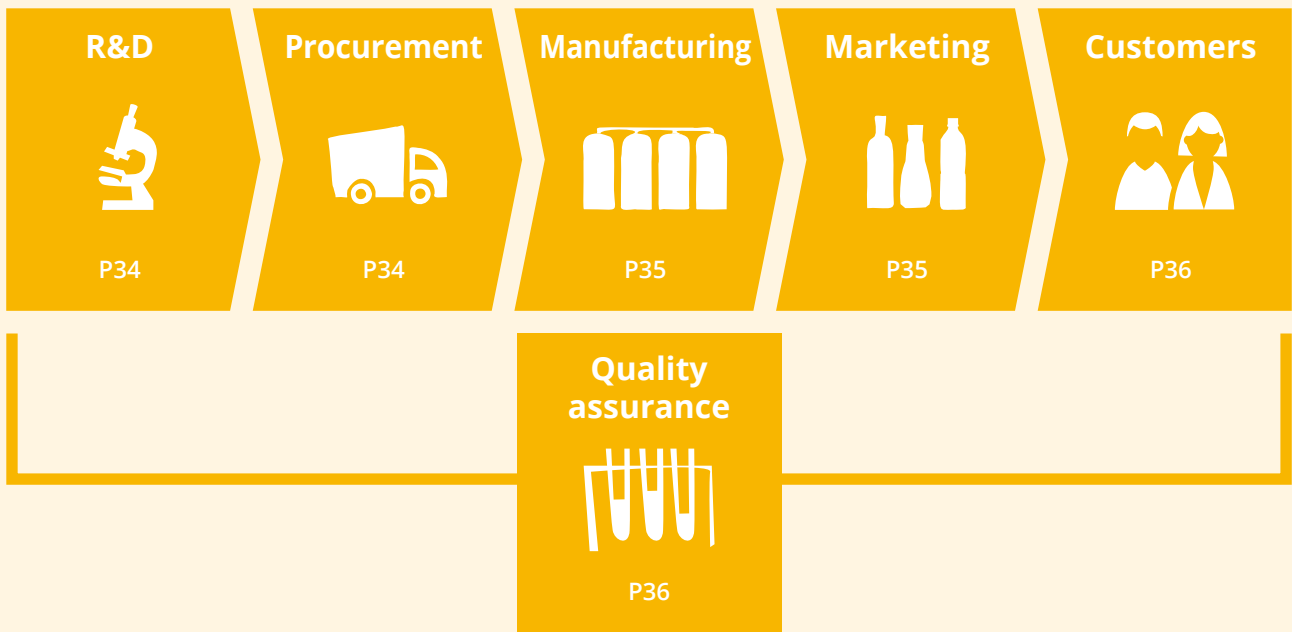 R&D
P34
Procurement
P34
Manufacturing
P35
Marketing
P35
Customers
P36
Quality
assurance
P36